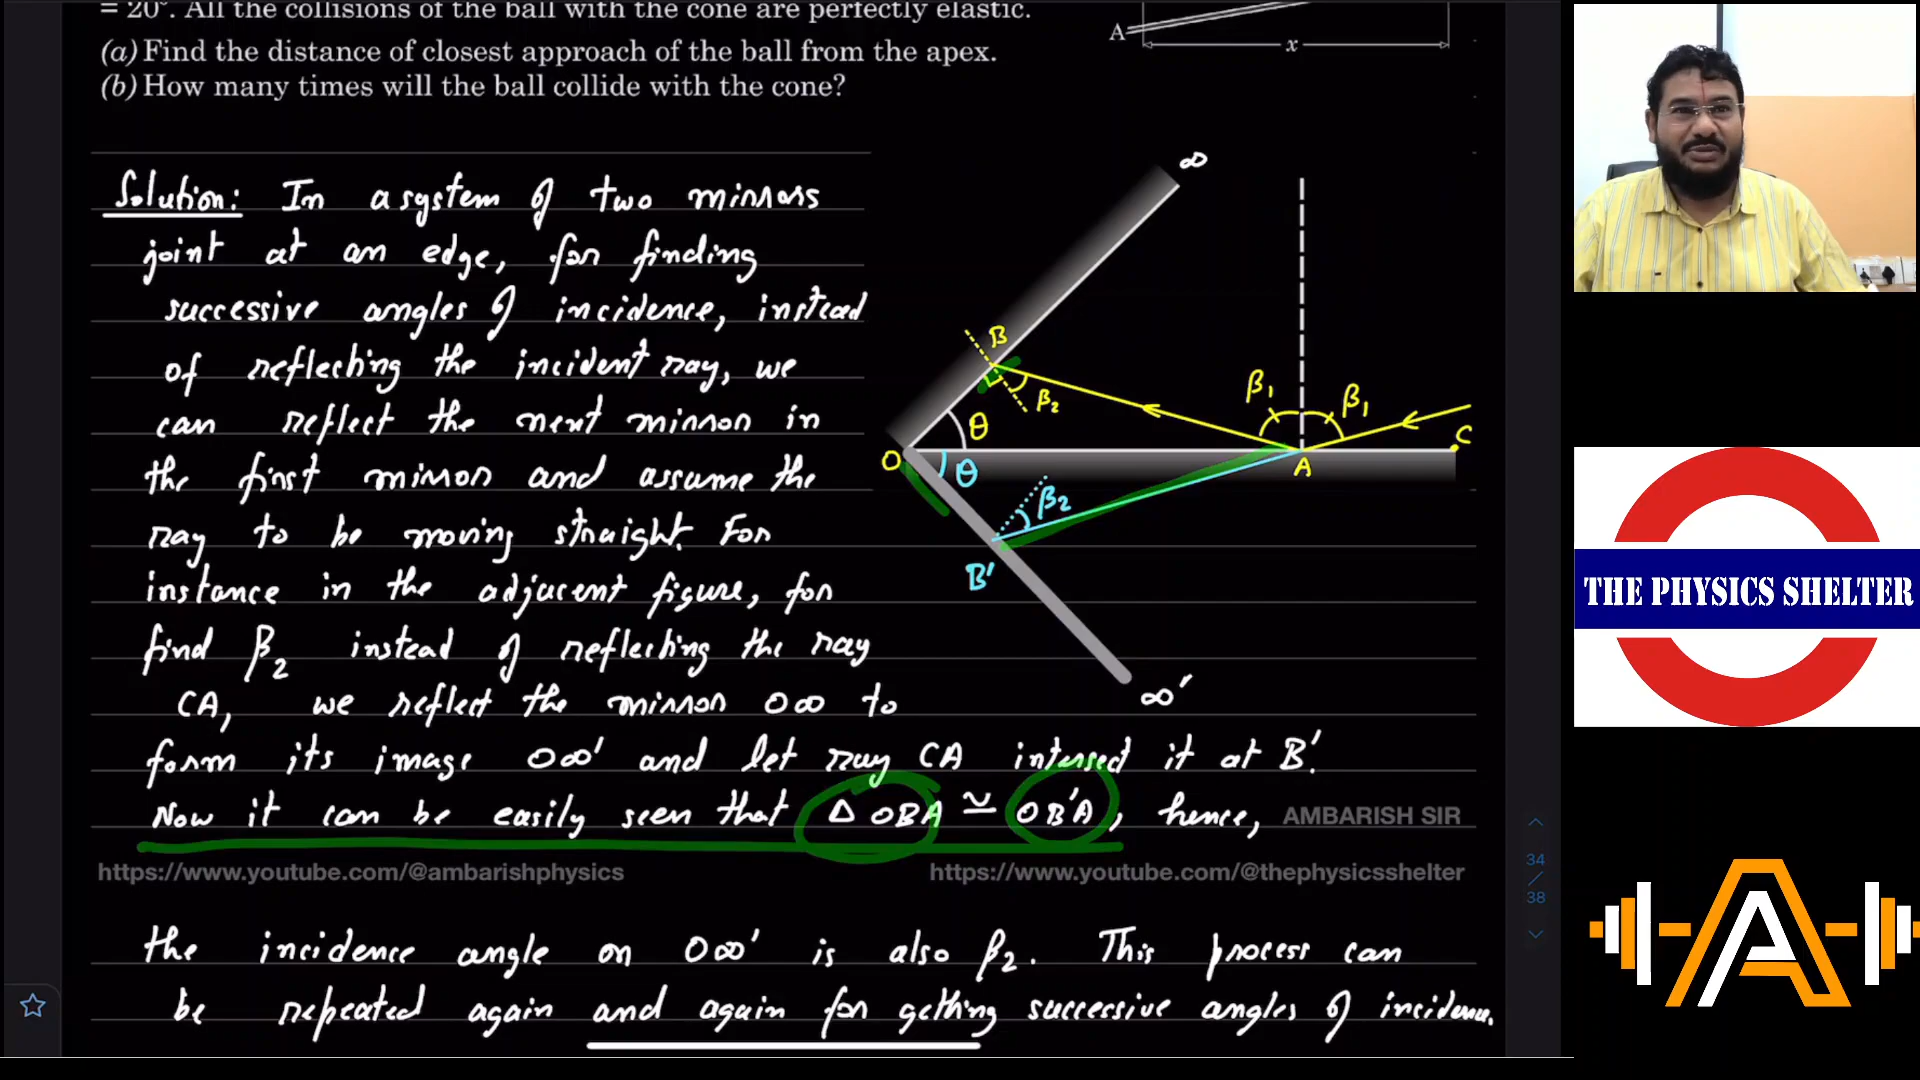 = 20°. All the collisions of the ball with the cone are perfectly elastic.
(a) Find the distance of closest approach of the ball from the apex.
(b) How many times will the ball collide with the cone?
A
x
Solution: In a system of two mirrors
joint at an edge, for finding
successive angles of incidence, instead
of reflecting the incident ray, we
can reflect the next mirror in
the first mirror and assume the
ray to be moving straight. For
instance in the adjacent figure, for
find β₂ instead of reflecting the ray
CA, we reflect the mirror O∞ to
form its image O∞' and let ray CA intersect it at B'.
Now it can be easily seen that Δ OBA ≅ OB'A, hence,
AMBARISH SIR
https://www.youtube.com/@ambarishphysics
https://www.youtube.com/@thephysicsshelter
the incidence angle on O∞' is also β₂. This process can
be repeated again and again for getting successive angles of incidence.
∞
B
β₂
β₁
β₁
θ
C
O
θ
A
β₂
B'
∞'
34
/
38
THE PHYSICS SHELTER
A